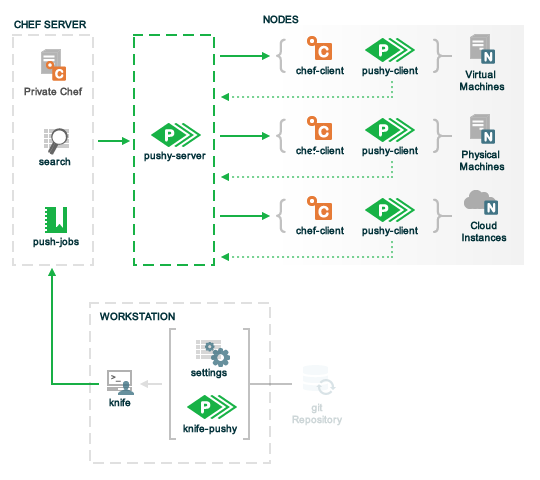 CHEF SERVER
NODES
C
Private Chef
search
push-jobs
P
pushy-server
C
chef-client
P
pushy-client
N
Virtual
Machines
C
chef-client
P
pushy-client
N
Physical
Machines
C
chef-client
P
pushy-client
N
Cloud
Instances
WORKSTATION
>_
knife
settings
P
knife-pushy
git
Repository